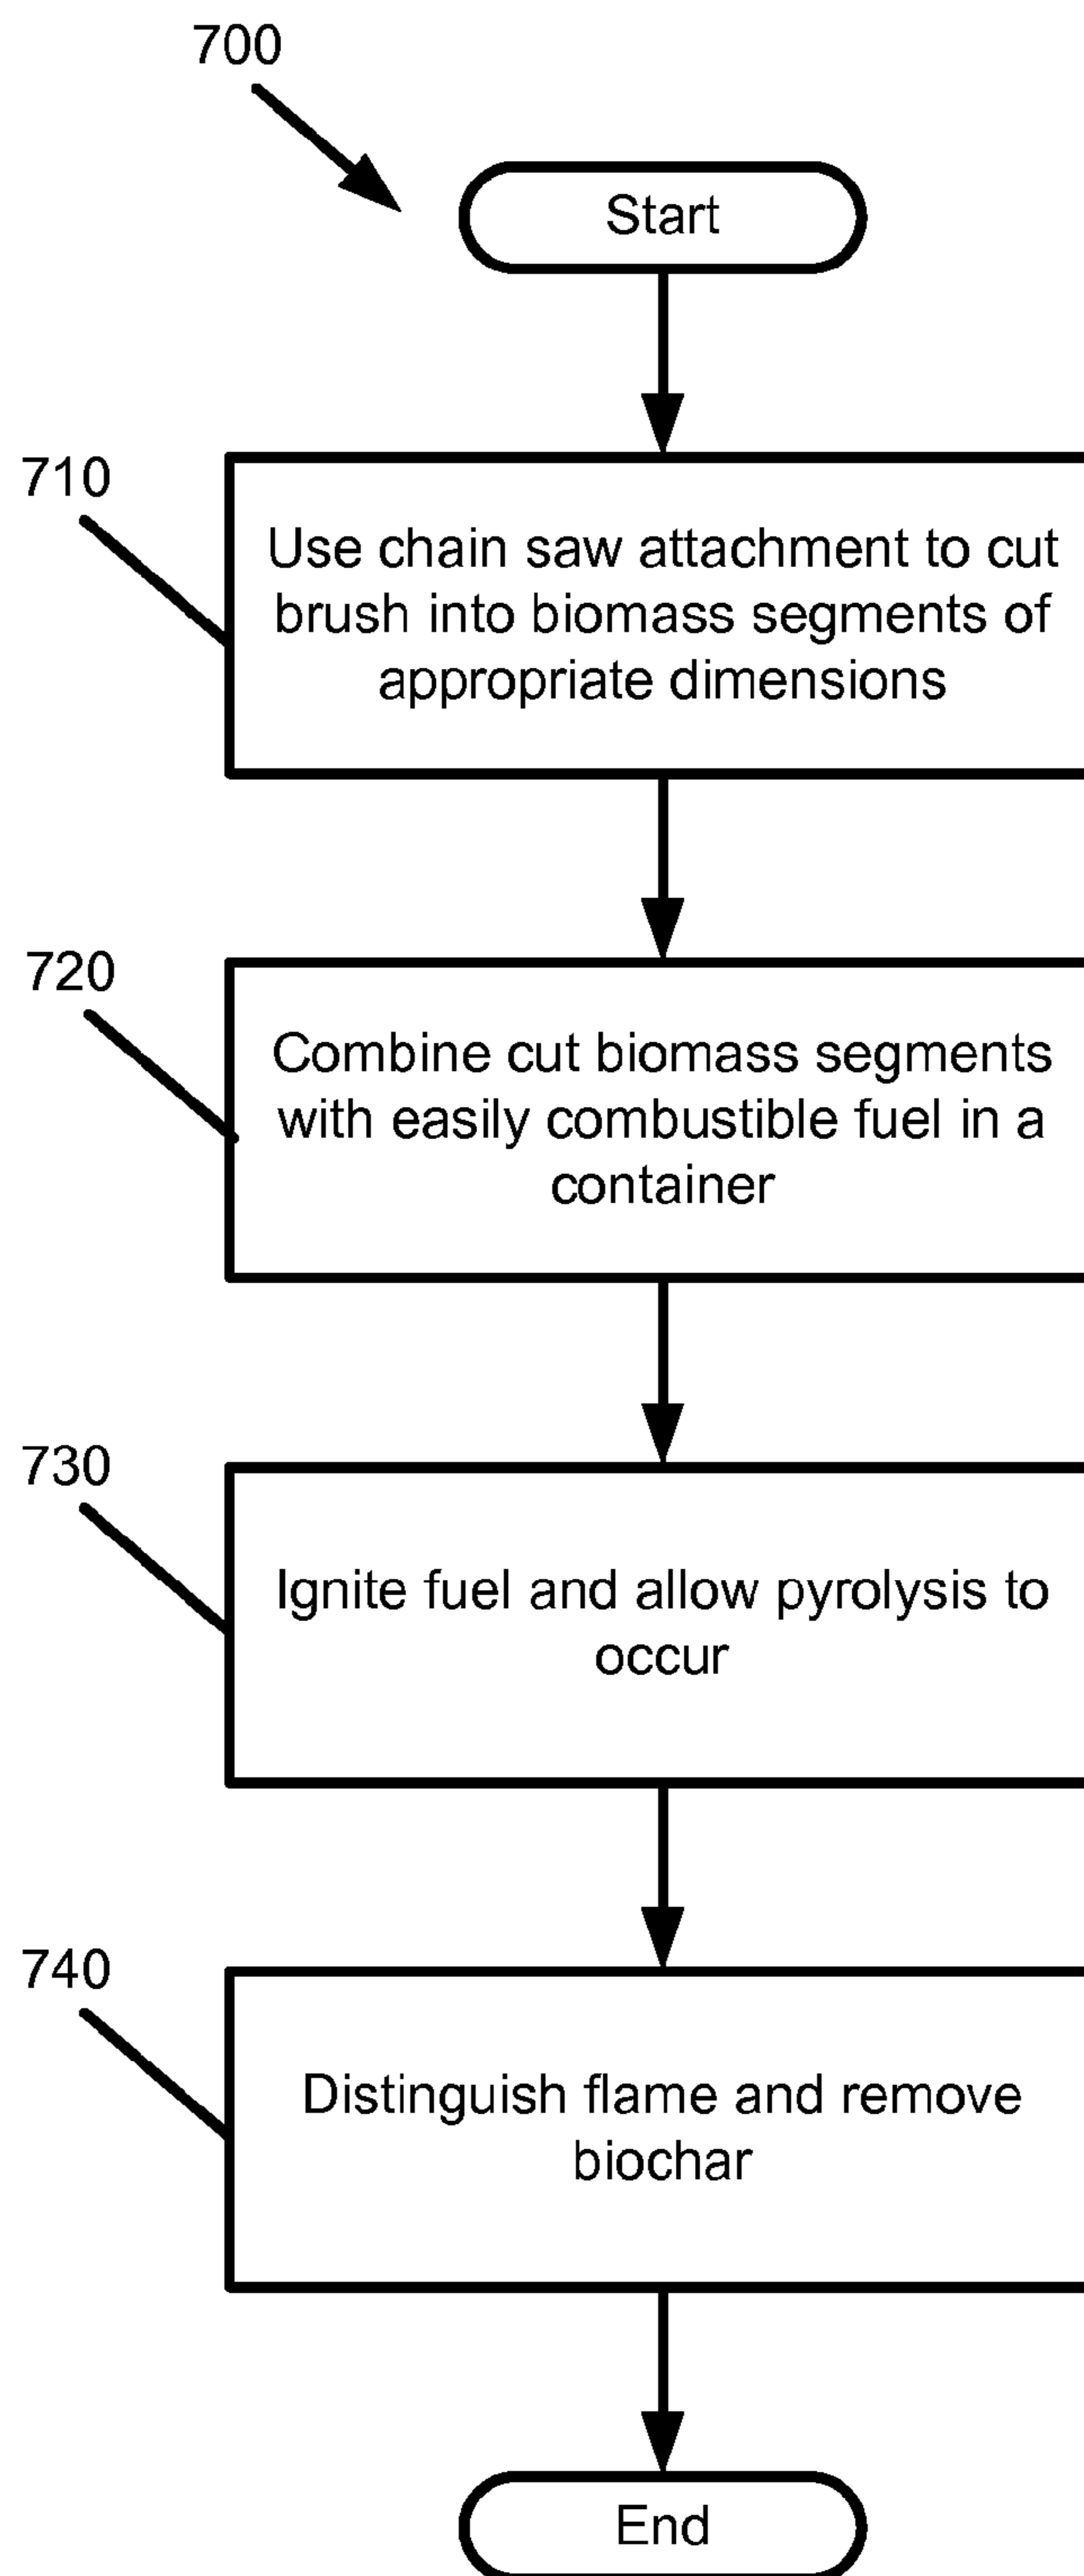 700
Start
710
Use chain saw attachment to cut
brush into biomass segments of
appropriate dimensions
720
Combine cut biomass segments
with easily combustible fuel in a
container
730
Ignite fuel and allow pyrolysis to
occur
740
Distinguish flame and remove
biochar
End